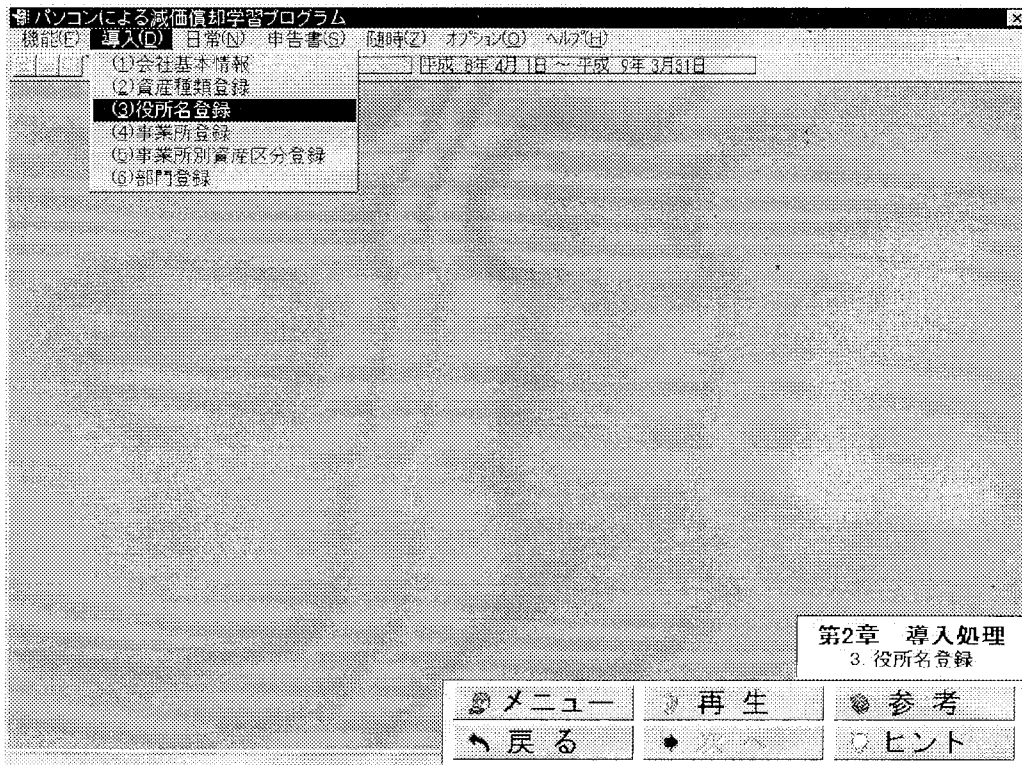 パソコンによる減価償却学習プログラム
機能(F) 導入(D) 日常(N) 申告書(S) 随時(Z) オプション(O) ヘルプ(H)
平成 8年 4月 1日 ～ 平成 9年 3月31日
(1)会社基本情報
(2)資産種類登録
(3)役所名登録
(4)事業所登録
(5)事業所別資産区分登録
(6)部門登録
第2章 導入処理
3. 役所名登録
メニュー 再生 参考
戻る 次へ ヒント